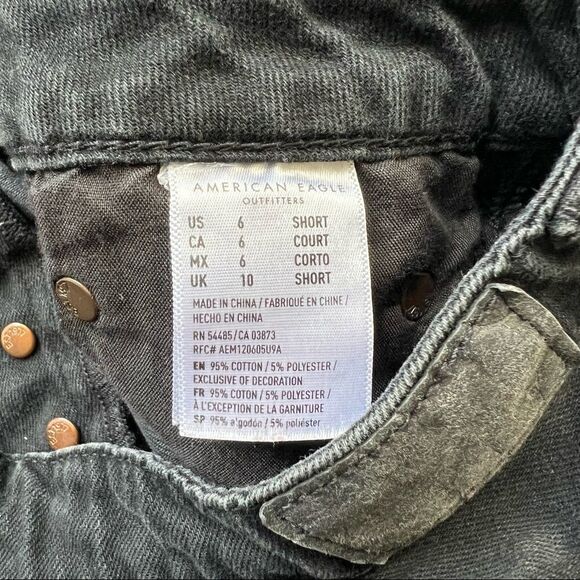 AMERICAN EAGLE
OUTFITTERS
US 6 SHORT
CA 6 COURT
MX 6 CORTO
UK 10 SHORT
MADE IN CHINA / FABRIQUÉ EN CHINE /
HECHO EN CHINA
RN 54485/CA 03873
RFC# AEM120605U9A
EN 95% COTTON / 5% POLYESTER /
EXCLUSIVE OF DECORATION
FR 95% COTTON / 5% POLYESTER /
À L'EXCEPTION DE LA GARNITURE
SP 95% algodón / 5% poliéster